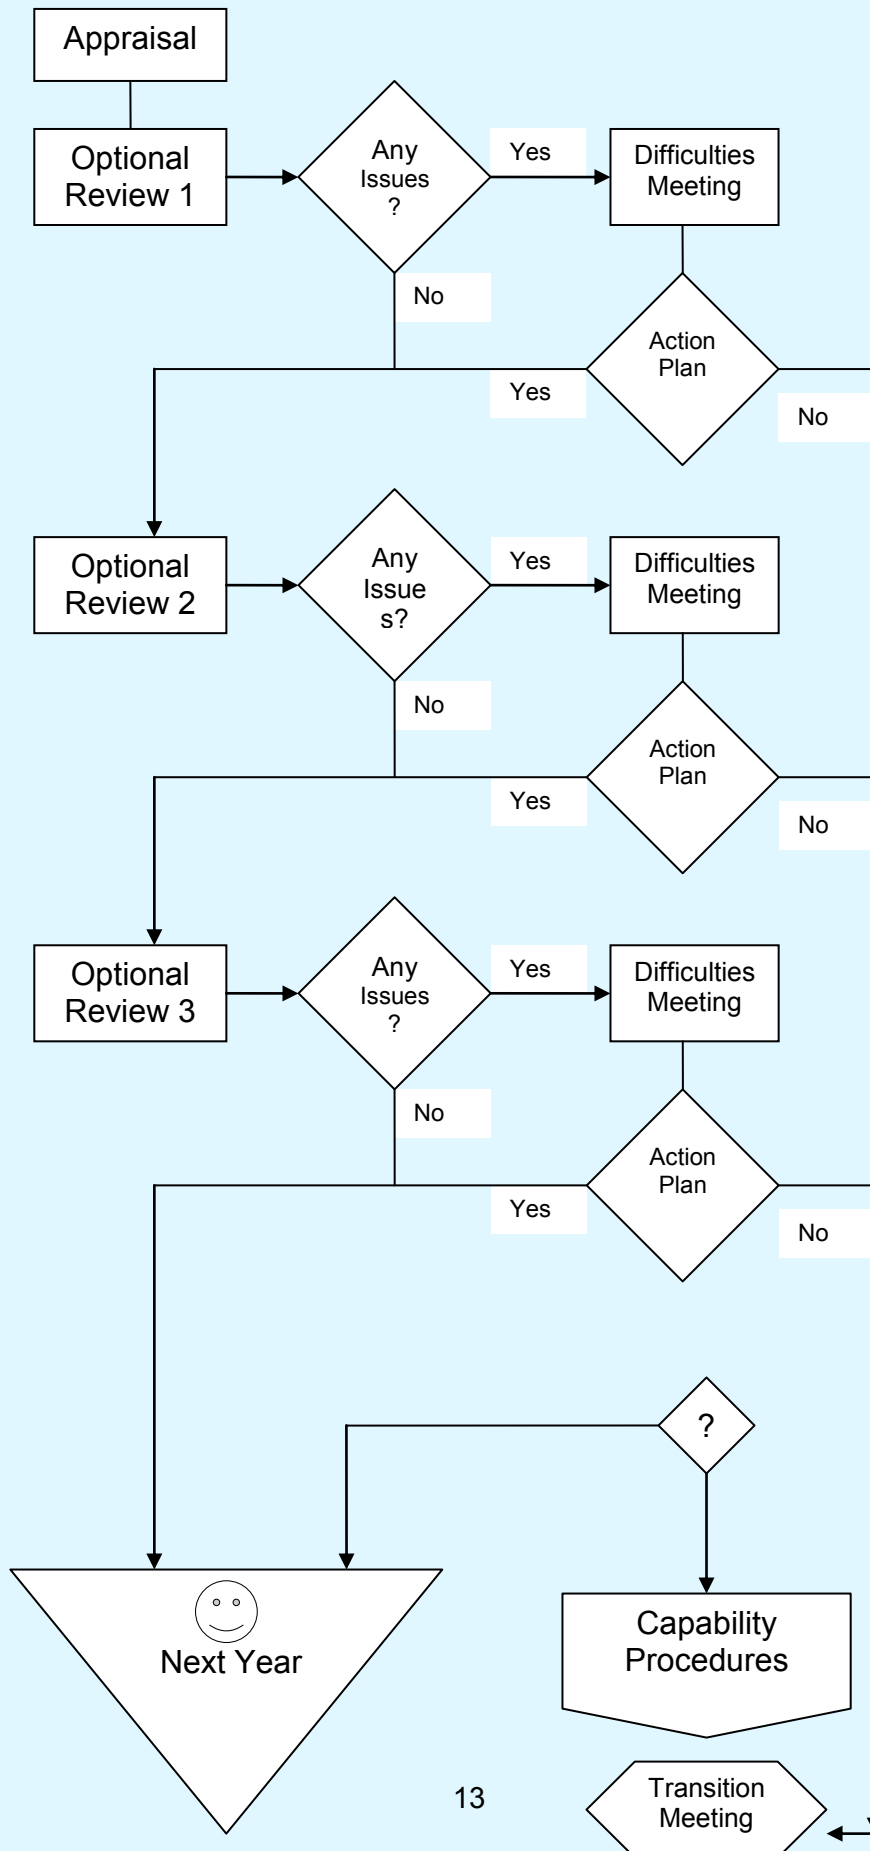 Appraisal
Optional
Review 1
Any
Issues
?
Yes
Difficulties
Meeting
No
Action
Plan
Yes
No
Optional
Review 2
Any
Issue
s?
Yes
Difficulties
Meeting
No
Action
Plan
Yes
No
Optional
Review 3
Any
Issues
?
Yes
Difficulties
Meeting
No
Action
Plan
Yes
No
?
Next Year
Capability
Procedures
Transition
Meeting
13